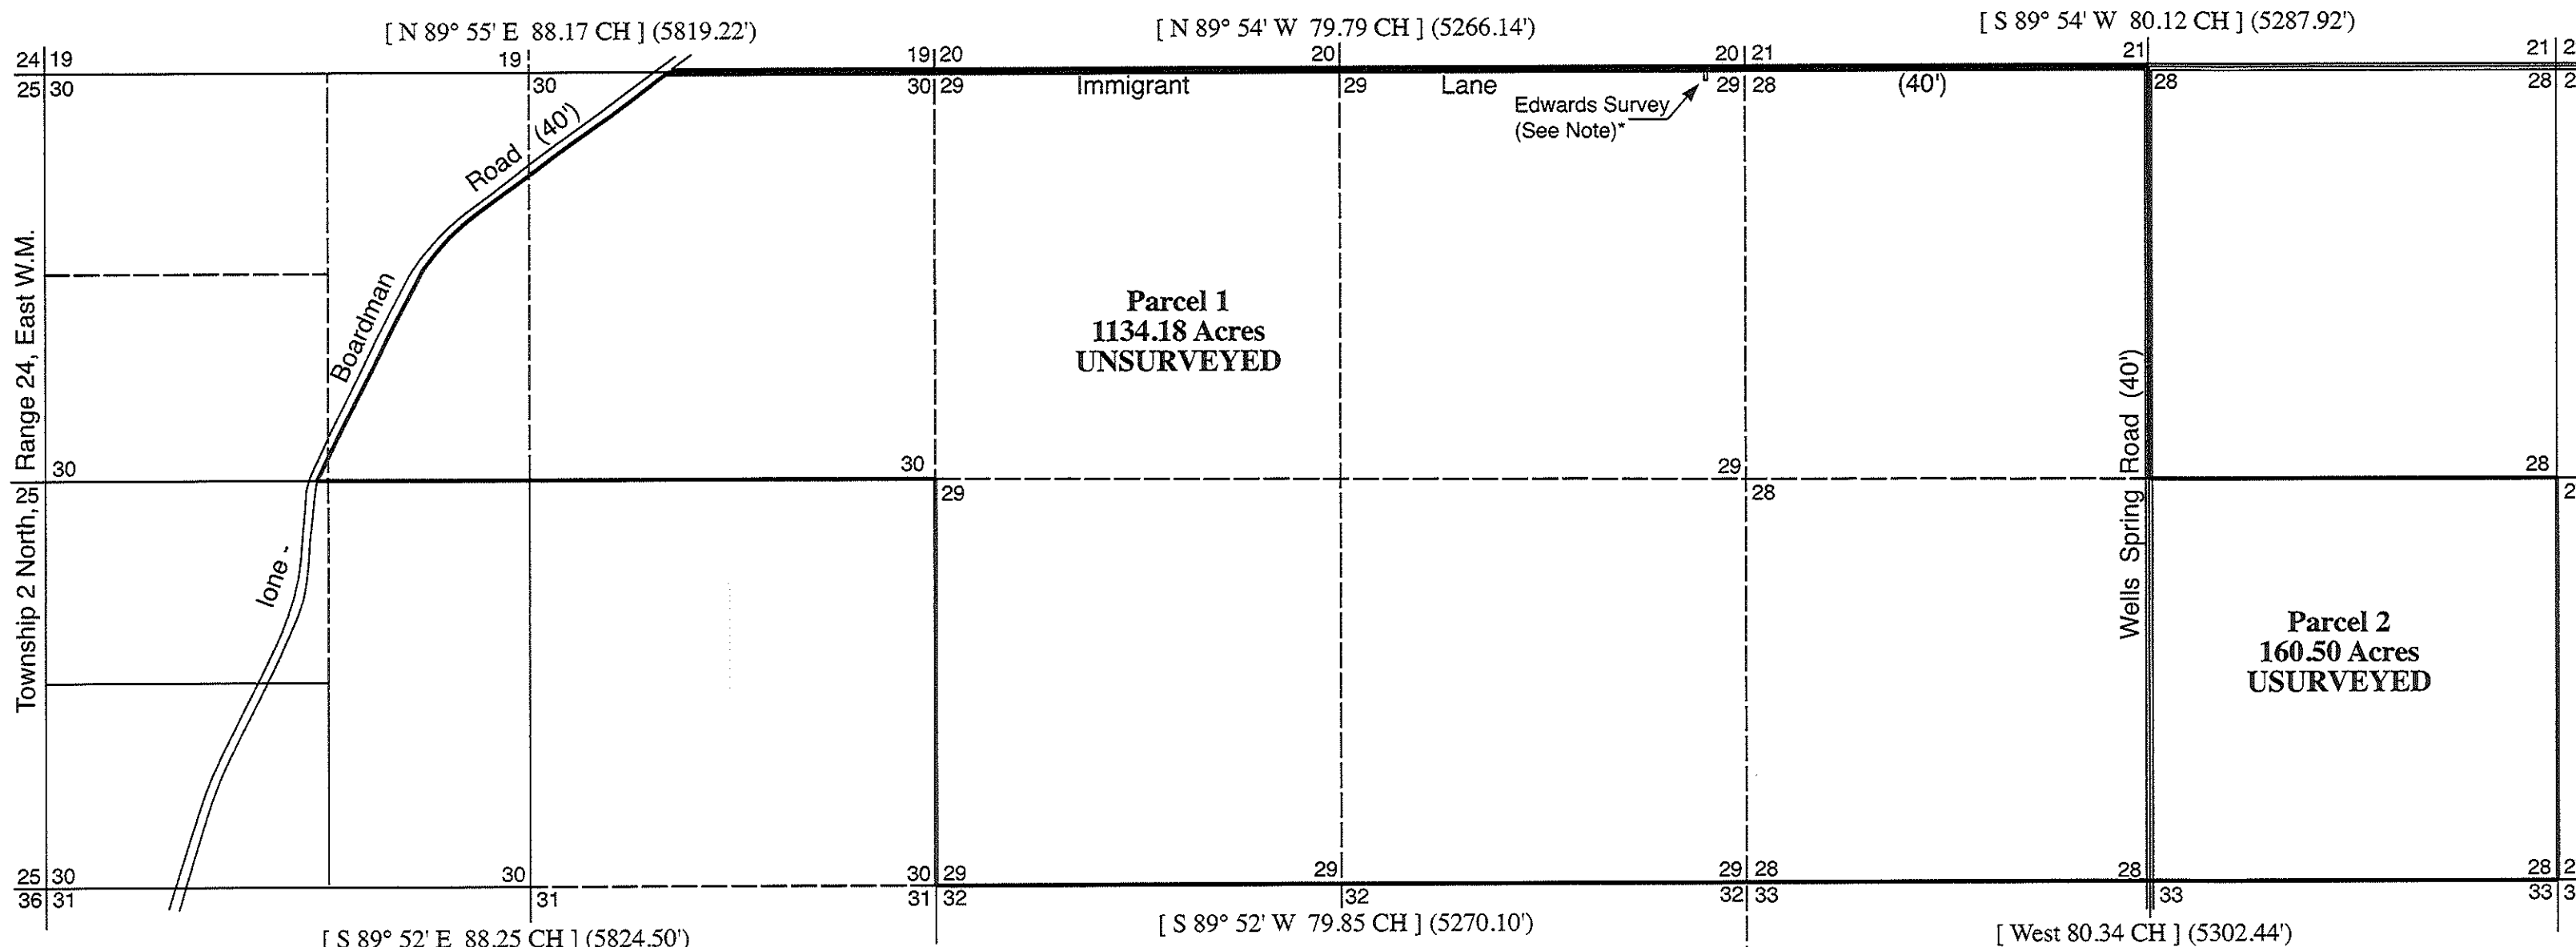 [ N 89° 55' E 88.17 CH ] (5819.22')
[ N 89° 54' W 79.79 CH ] (5266.14')
[ S 89° 54' W 80.12 CH ] (5287.92')
24 19
19
19 20
20
20 21
21
21 2
25 30
30
30 29
Immigrant
29
Lane
29 28
(40')
28
28 2
Edwards Survey
(See Note)*
Road (40')
Boardman
Ione -
Township 2 North, Range 24, East W.M.
Parcel 1
1134.18 Acres
UNSURVEYED
Wells Spring Road (40')
30
30
29
28
25
29
28
2
Parcel 2
160.50 Acres
USURVEYED
25 30
30
30 29
29
29 28
28
28 2
36 31
31
31 32
32
32 33
33
33 3
[ S 89° 52' E 88.25 CH ] (5824.50')
[ S 89° 52' W 79.85 CH ] (5270.10')
[ West 80.34 CH ] (5302.44')